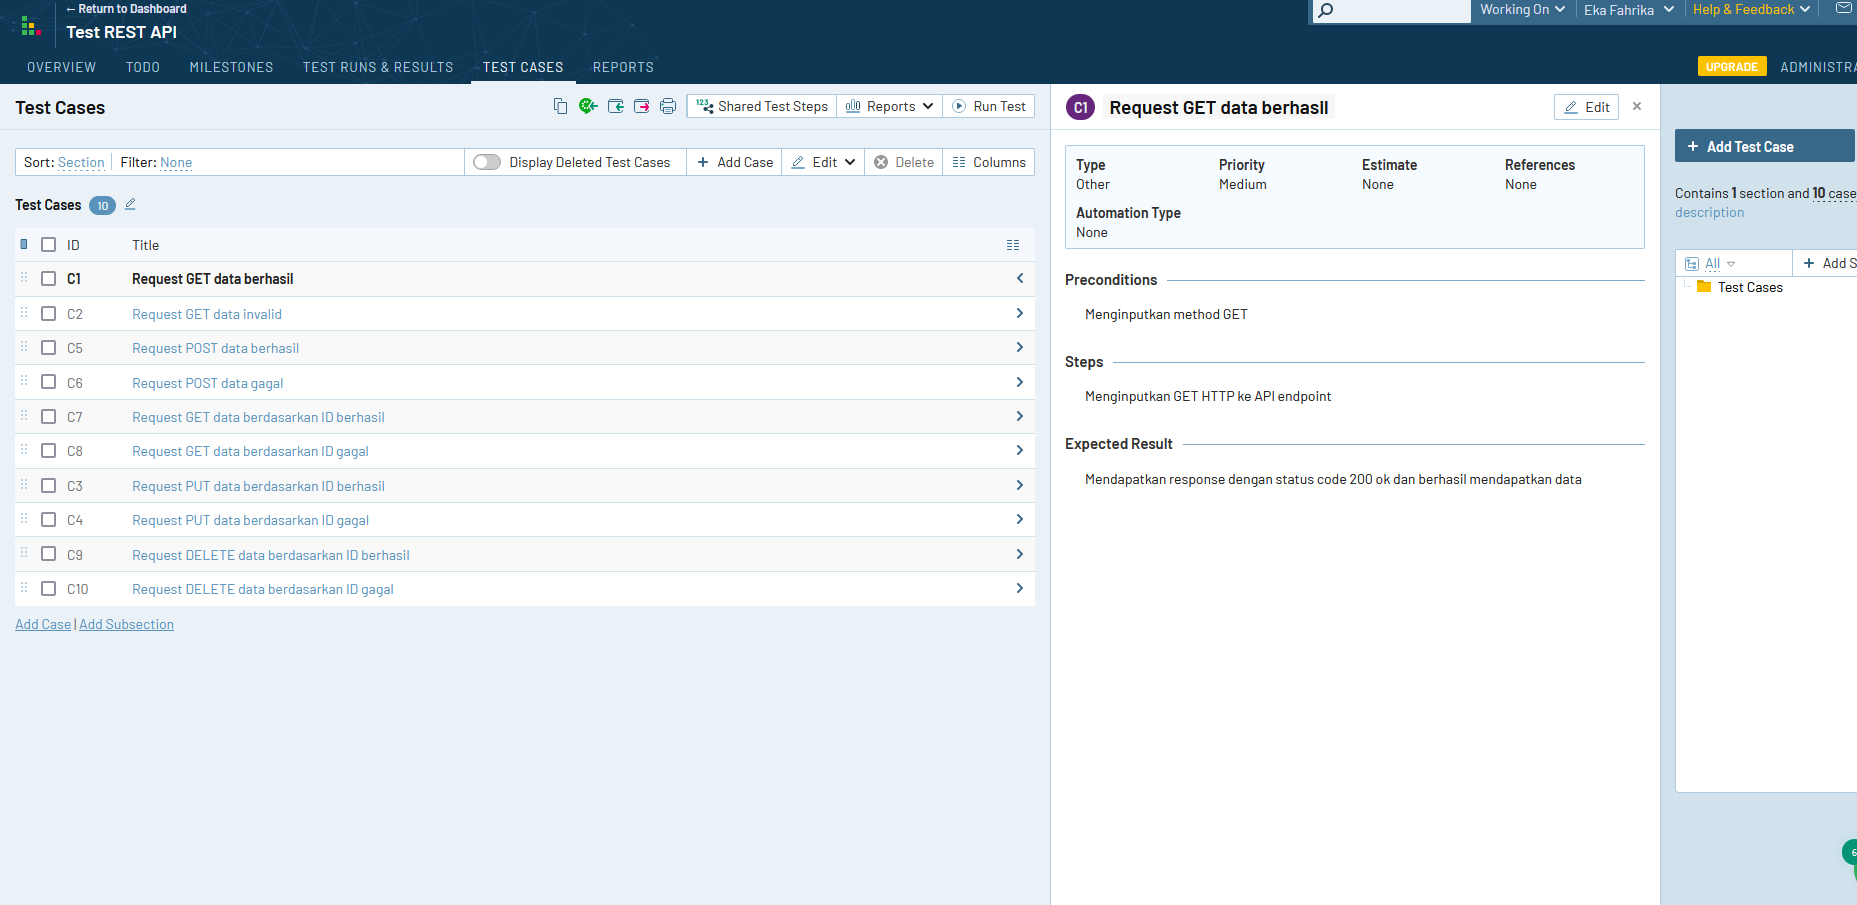 ← Return to Dashboard
Test REST API
Working On
Eka Fahrika
Help & Feedback
OVERVIEW TODO MILESTONES TEST RUNS & RESULTS TEST CASES REPORTS
UPGRADE ADMINISTRA
Test Cases
123 Shared Test Steps Reports Run Test
C1 Request GET data berhasil Edit ×
Sort: Section Filter: None Display Deleted Test Cases + Add Case Edit Delete Columns
Test Cases 10
ID Title
C1 Request GET data berhasil
C2 Request GET data invalid
C5 Request POST data berhasil
C6 Request POST data gagal
C7 Request GET data berdasarkan ID berhasil
C8 Request GET data berdasarkan ID gagal
C3 Request PUT data berdasarkan ID berhasil
C4 Request PUT data berdasarkan ID gagal
C9 Request DELETE data berdasarkan ID berhasil
C10 Request DELETE data berdasarkan ID gagal
Add Case | Add Subsection
Type Priority Estimate References
Other Medium None None
Automation Type
None
Preconditions
Menginputkan method GET
Steps
Menginputkan GET HTTP ke API endpoint
Expected Result
Mendapatkan response dengan status code 200 ok dan berhasil mendapatkan data
+ Add Test Case
Contains 1 section and 10 case
description
All + Add S
Test Cases
6